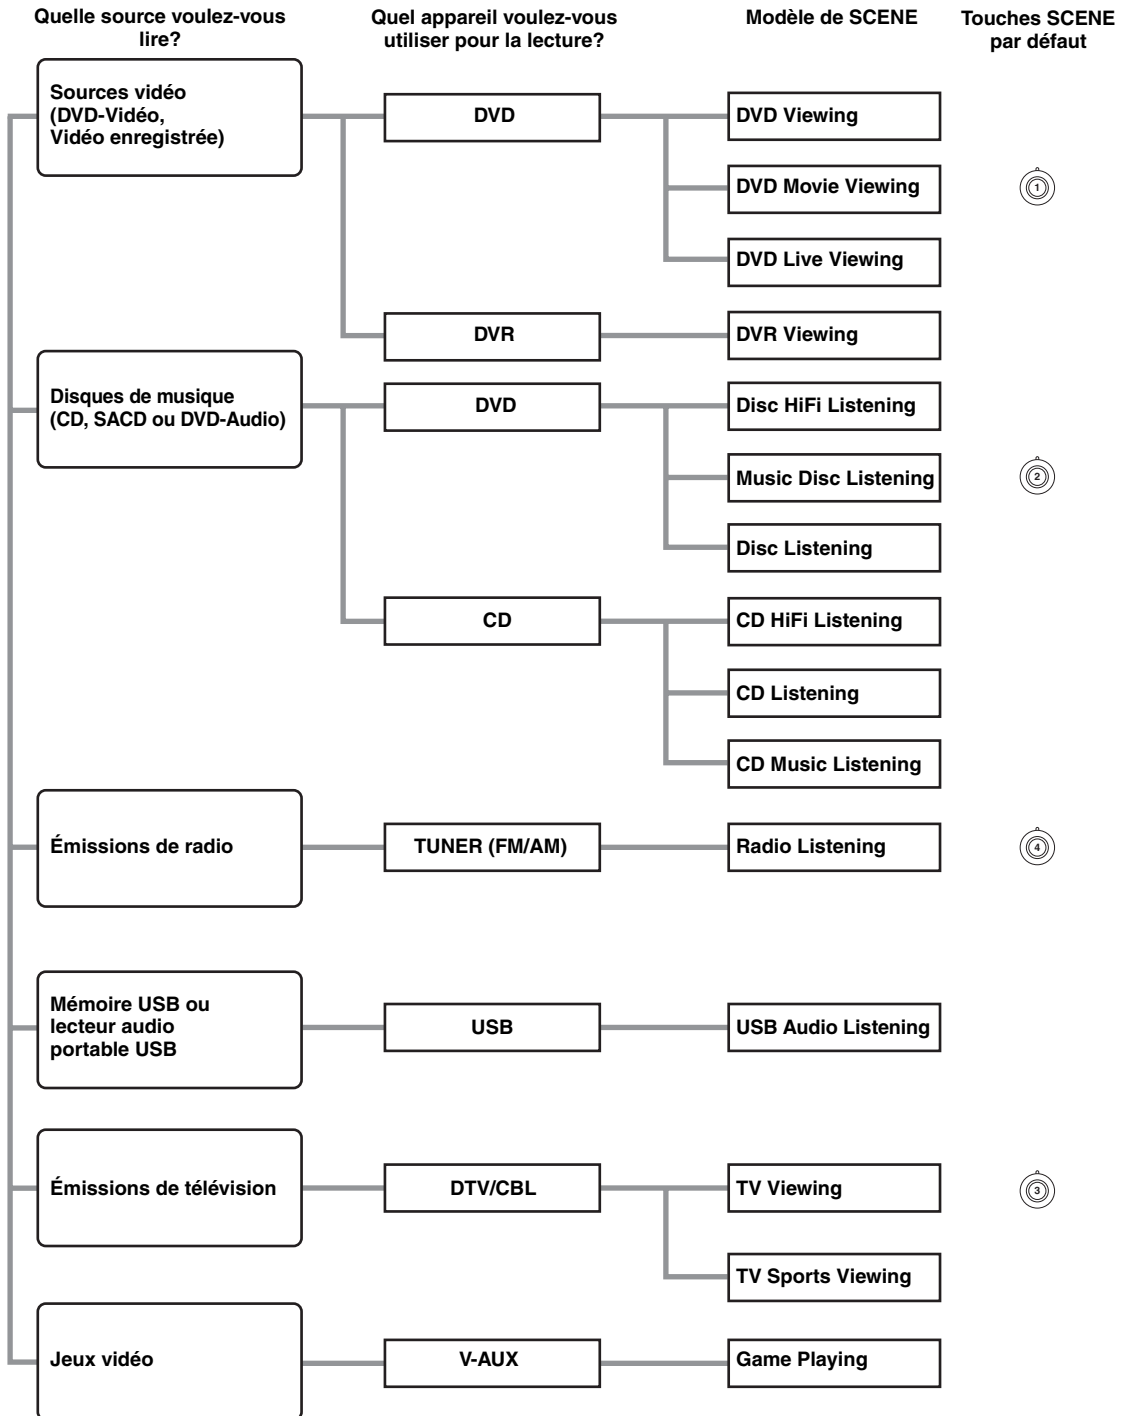 Quelle source voulez-vous
lire?
Quel appareil voulez-vous
utiliser pour la lecture?
Modèle de SCENE
Touches SCENE
par défaut
Sources vidéo
(DVD-Vidéo,
Vidéo enregistrée)
DVD
DVD Viewing
DVD Movie Viewing
1
DVD Live Viewing
DVR
DVR Viewing
Disques de musique
(CD, SACD ou DVD-Audio)
DVD
Disc HiFi Listening
Music Disc Listening
2
Disc Listening
CD
CD HiFi Listening
CD Listening
CD Music Listening
Émissions de radio
TUNER (FM/AM)
Radio Listening
4
Mémoire USB ou
lecteur audio
portable USB
USB
USB Audio Listening
Émissions de télévision
DTV/CBL
TV Viewing
3
TV Sports Viewing
Jeux vidéo
V-AUX
Game Playing